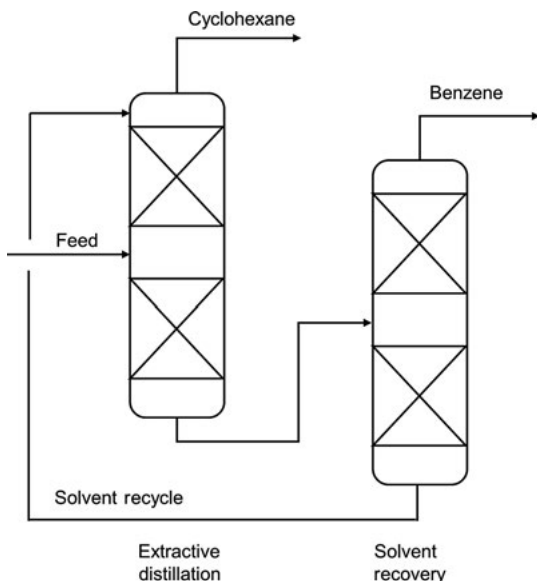 Cyclohexane
Benzene
Feed
Solvent recycle
Extractive
distillation
Solvent
recovery